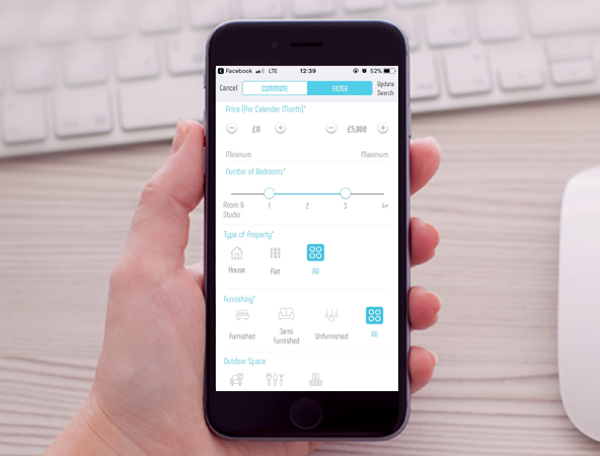 Facebook LTE 12:39 52%
Cancel COMMUTE FILTER Update
Search
Price (Per Calender Month)*
£0 £5,000
Minimum Maximum
Number of Bedrooms*
Room &
Studio 1 2 3 4+
Type of Property*
House Flat All
Furnishing*
Furnished Semi
Furnished Unfurnished All
Outdoor Space